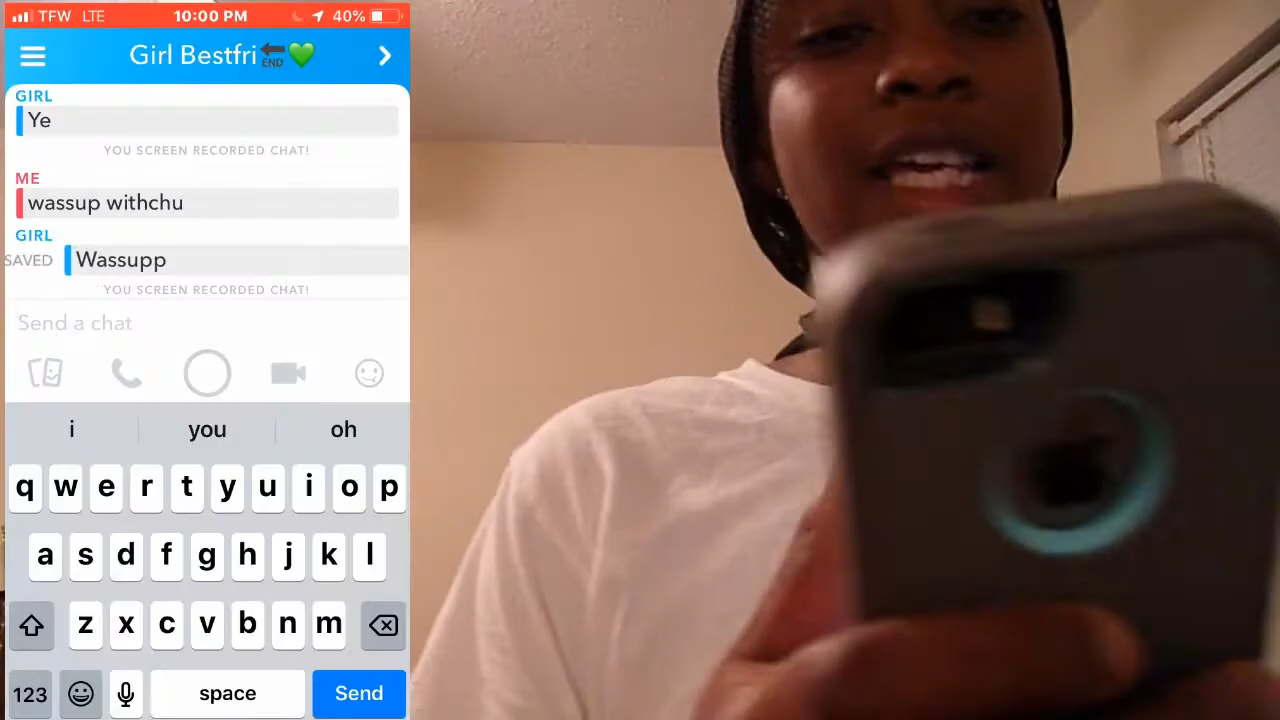 TFW LTE 10:00 PM 40%
Girl Bestfri🔚💚
GIRL
Ye
YOU SCREEN RECORDED CHAT!
ME
wassup withchu
GIRL
SAVED Wassupp
YOU SCREEN RECORDED CHAT!
Send a chat
i you oh
q w e r t y u i o p
a s d f g h j k l
z x c v b n m
123 space Send